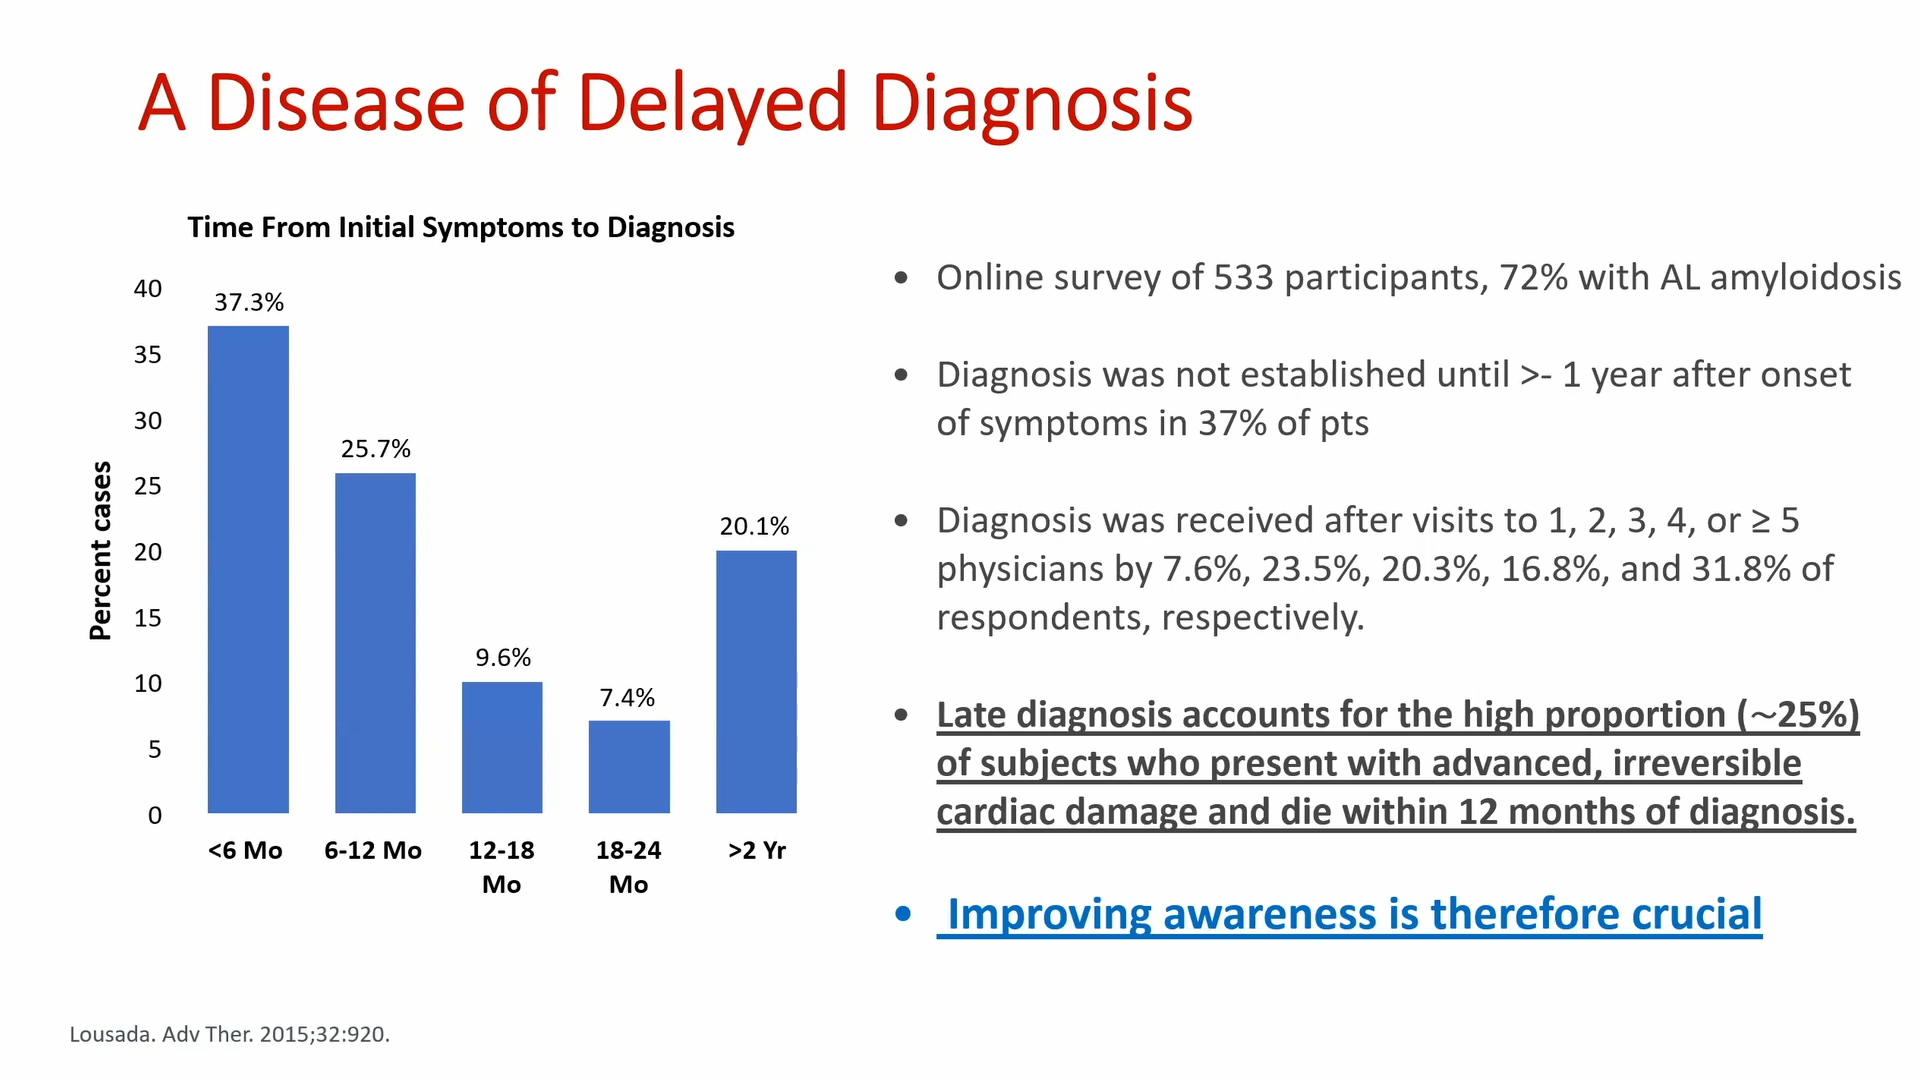 A Disease of Delayed Diagnosis
Time From Initial Symptoms to Diagnosis
Percent cases
40
35
30
25
20
15
10
5
0
37.3%
25.7%
9.6%
7.4%
20.1%
<6 Mo
6-12 Mo
12-18
Mo
18-24
Mo
>2 Yr
• Online survey of 533 participants, 72% with AL amyloidosis
• Diagnosis was not established until >- 1 year after onset
of symptoms in 37% of pts
• Diagnosis was received after visits to 1, 2, 3, 4, or ≥ 5
physicians by 7.6%, 23.5%, 20.3%, 16.8%, and 31.8% of
respondents, respectively.
• Late diagnosis accounts for the high proportion (∼25%)
of subjects who present with advanced, irreversible
cardiac damage and die within 12 months of diagnosis.
• Improving awareness is therefore crucial
Lousada. Adv Ther. 2015;32:920.